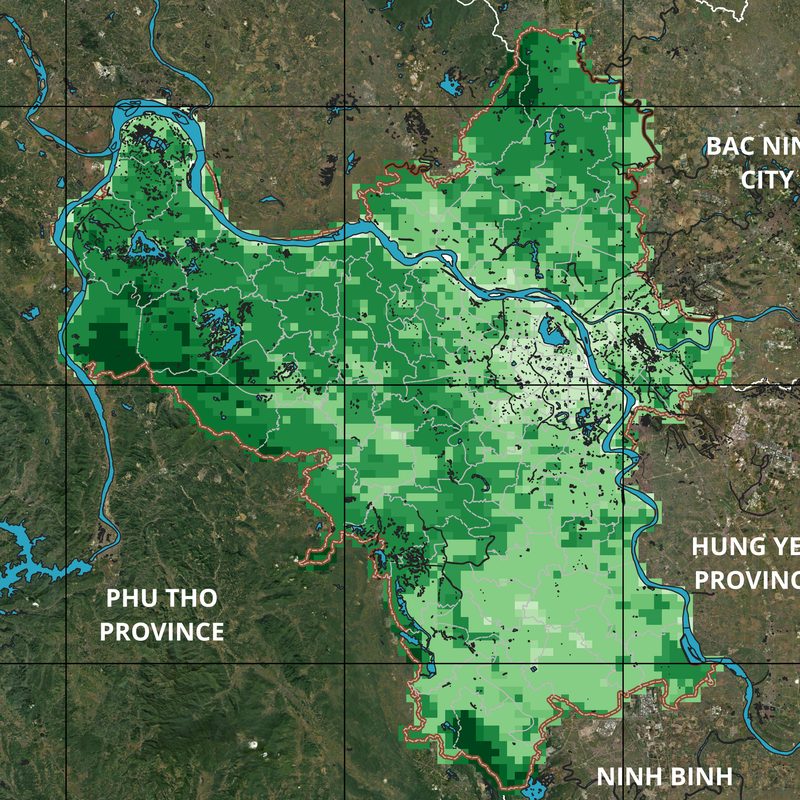 BAC NIN
CITY
HUNG YE
PROVINC
PHU THO
PROVINCE
NINH BINH